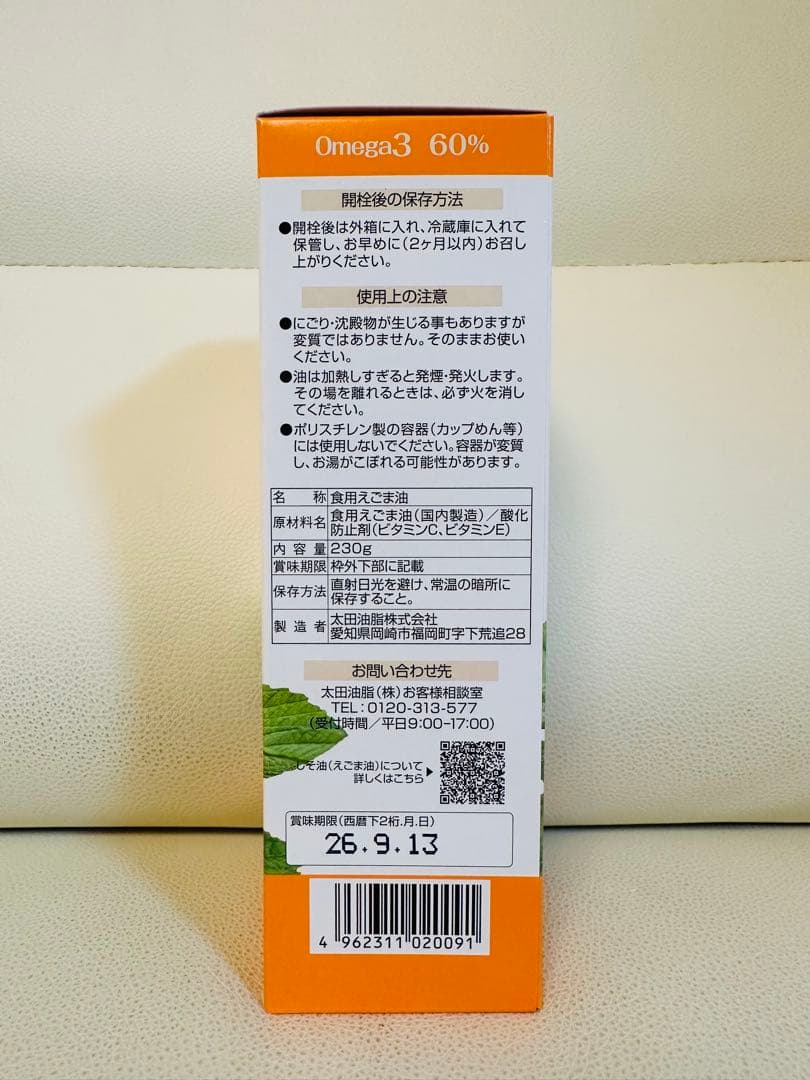 Omega3 60%
開栓後の保存方法
●開栓後は外箱に入れ、冷蔵庫に入れて
保管し、お早めに(2ヶ月以内)お召し
上がりください。
使用上の注意
●にごり・沈殿物が生じる事もありますが
変質ではありません。そのままお使い
ください。
●油は加熱しすぎると発煙・発火します。
その場を離れるときは、必ず火を消し
てください。
●ポリスチレン製の容器(カップめん等)
には使用しないでください。容器が変質
し、お湯がこぼれる可能性があります。
名称 食用えごま油
原材料名 食用えごま油(国内製造)/酸化
防止剤(ビタミンC、ビタミンE)
内容量 230g
賞味期限 枠外下部に記載
保存方法 直射日光を避け、常温の暗所に
保存すること。
製造者 太田油脂株式会社
愛知県岡崎市福岡町字下荒追28
お問い合わせ先
太田油脂(株)お客様相談室
TEL:0120-313-577
(受付時間/平日9:00-17:00)
しそ油(えごま油)について
詳しくはこちら▶
賞味期限(西暦下2桁.月.日)
26.9.13
4 962311 020091